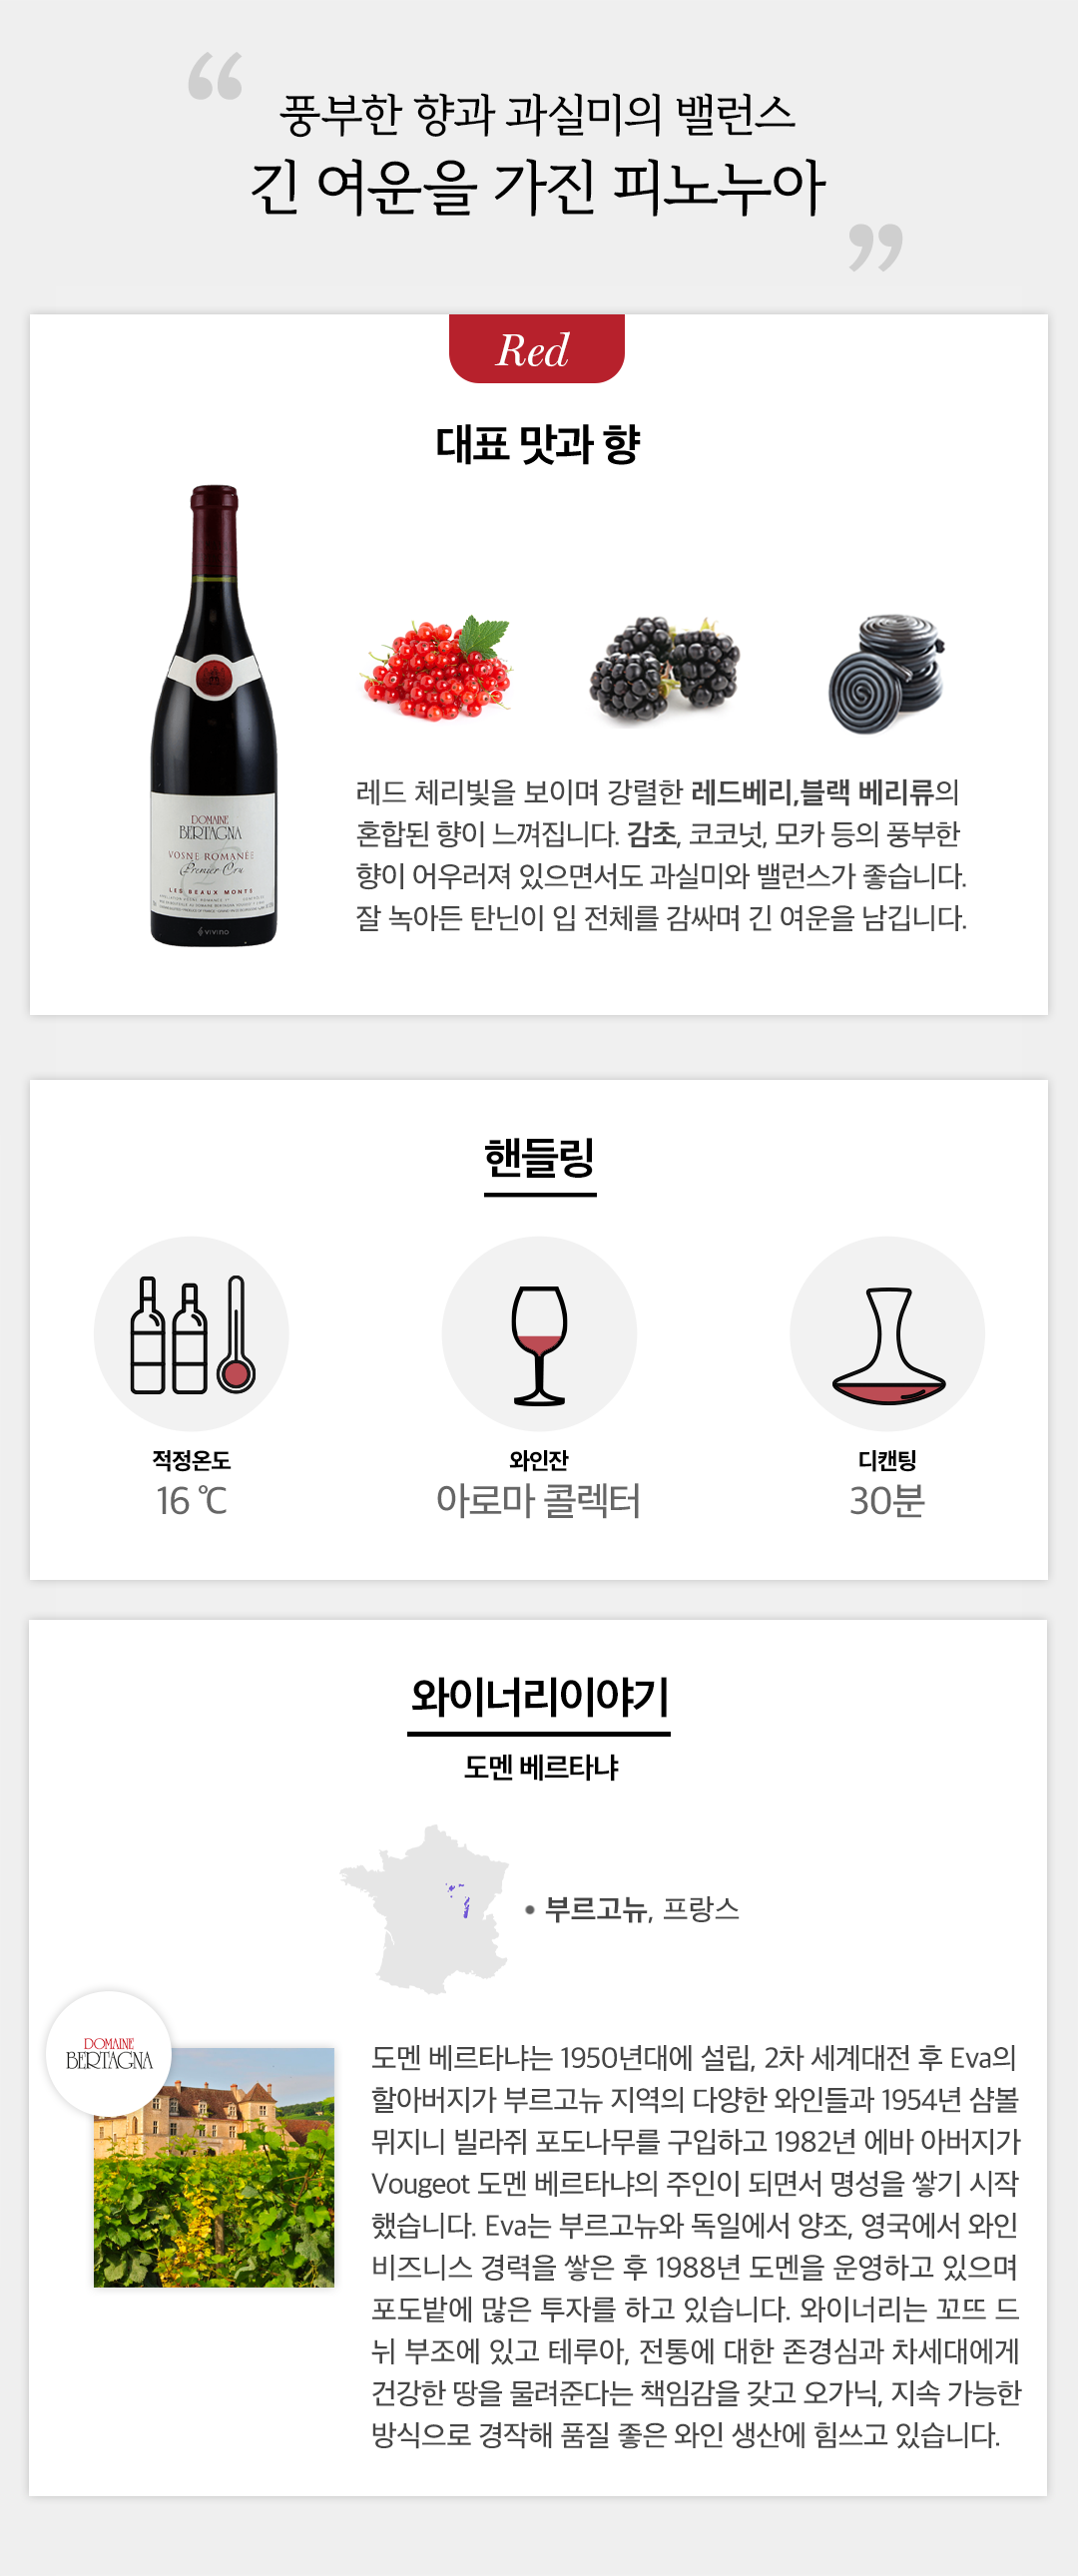 “
풍부한 향과 과실미의 밸런스
긴 여운을 가진 피노누아
”
Red
대표 맛과 향
DOMAINE
BERTAGNA
VOSNE ROMANÉE
Premier Cru
LES BEAUX MONTS
vivino
레드 체리빛을 보이며 강렬한 레드베리,블랙 베리류의
혼합된 향이 느껴집니다. 감초, 코코넛, 모카 등의 풍부한
향이 어우러져 있으면서도 과실미와 밸런스가 좋습니다.
잘 녹아든 탄닌이 입 전체를 감싸며 긴 여운을 남깁니다.
핸들링
적정온도
16 ℃
와인잔
아로마 콜렉터
디캔팅
30분
와이너리이야기
도멘 베르타냐
• 부르고뉴, 프랑스
DOMAINE
BERTAGNA
도멘 베르타냐는 1950년대에 설립, 2차 세계대전 후 Eva의
할아버지가 부르고뉴 지역의 다양한 와인들과 1954년 샴볼
뮈지니 빌라쥐 포도나무를 구입하고 1982년 에바 아버지가
Vougeot 도멘 베르타냐의 주인이 되면서 명성을 쌓기 시작
했습니다. Eva는 부르고뉴와 독일에서 양조, 영국에서 와인
비즈니스 경력을 쌓은 후 1988년 도멘을 운영하고 있으며
포도밭에 많은 투자를 하고 있습니다. 와이너리는 꼬뜨 드
뉘 부조에 있고 테루아, 전통에 대한 존경심과 차세대에게
건강한 땅을 물려준다는 책임감을 갖고 오가닉, 지속 가능한
방식으로 경작해 품질 좋은 와인 생산에 힘쓰고 있습니다.